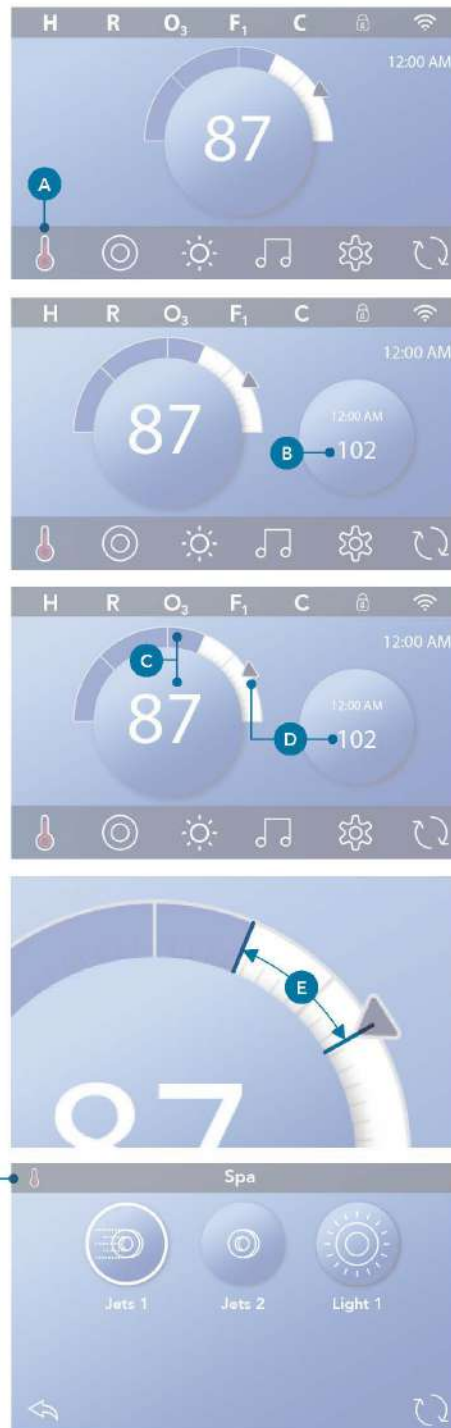 H R O₃ F₁ C
12:00 AM
87
A
H R O₃ F₁ C
12:00 AM
87
12:00 AM
B 102
H R O₃ F₁ C
12:00 AM
C
87
12:00 AM
D 102
E
87
Spa
Jets 1 Jets 2 Light 1